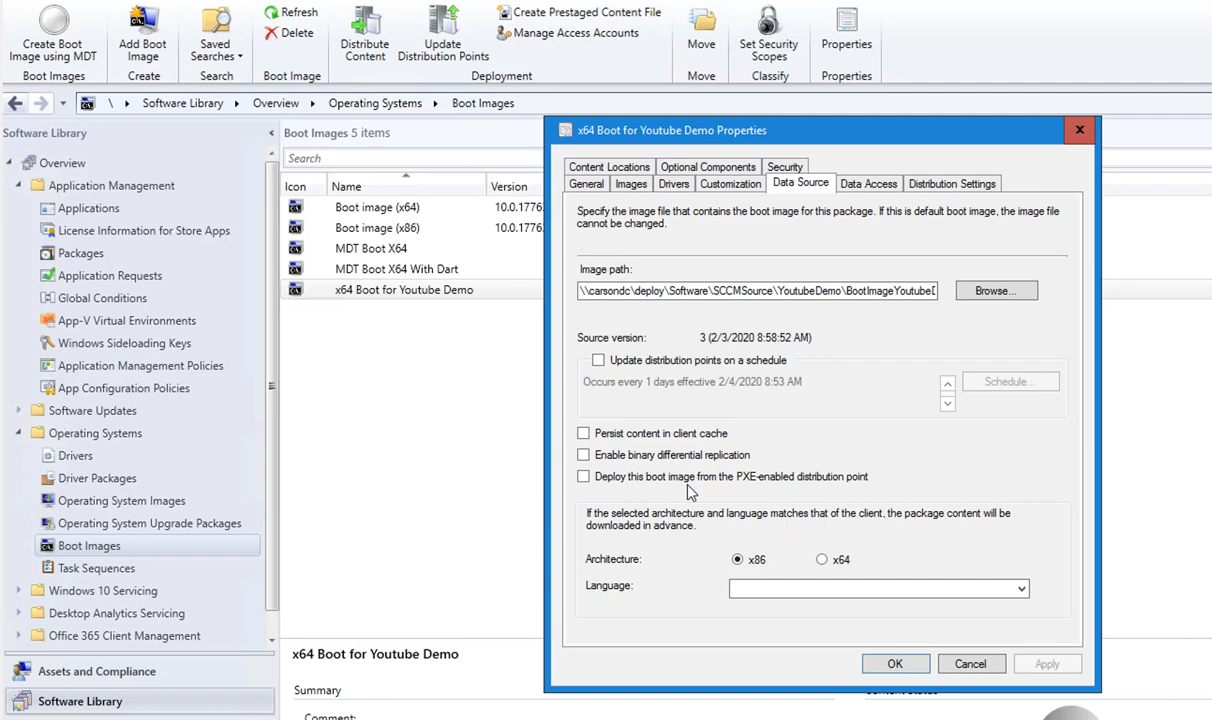 Create Boot
Image using MDT
Boot Images
Add Boot
Image
Create
Saved
Searches
Search
Refresh
Delete
Boot Image
Distribute
Content
Update
Distribution Points
Create Prestaged Content File
Manage Access Accounts
Deployment
Move
Move
Set Security
Scopes
Classify
Properties
Properties
\ Software Library Overview Operating Systems Boot Images
Software Library
Overview
Application Management
Applications
License Information for Store Apps
Packages
Application Requests
Global Conditions
App-V Virtual Environments
Windows Sideloading Keys
Application Management Policies
App Configuration Policies
Software Updates
Operating Systems
Drivers
Driver Packages
Operating System Images
Operating System Upgrade Packages
Boot Images
Task Sequences
Windows 10 Servicing
Desktop Analytics Servicing
Office 365 Client Management
Assets and Compliance
Software Library
Boot Images 5 items
Search
Icon Name Version
Boot image (x64) 10.0.1776
Boot image (x86) 10.0.1776
MDT Boot X64
MDT Boot X64 With Dart
x64 Boot for Youtube Demo
x64 Boot for Youtube Demo
Summary
x64 Boot for Youtube Demo Properties
Content Locations Optional Components Security
General Images Drivers Customization Data Source Data Access Distribution Settings
Specify the image file that contains the boot image for this package. If this is default boot image, the image file
cannot be changed.
Image path:
\\carsondc\deploy\Software\SCCMSource\YoutubeDemo\BootImageYoutube
Browse...
Source version: 3 (2/3/2020 8:58:52 AM)
Update distribution points on a schedule
Occurs every 1 days effective 2/4/2020 8:53 AM
Schedule...
Persist content in client cache
Enable binary differential replication
Deploy this boot image from the PXE-enabled distribution point
If the selected architecture and language matches that of the client, the package content will be
downloaded in advance.
Architecture: x86 x64
Language:
OK Cancel Apply